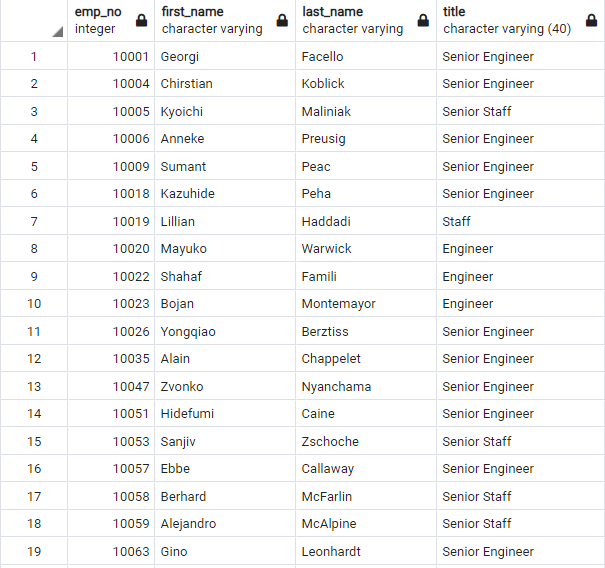 emp_no first_name last_name title
integer character varying character varying character varying (40)
1 10001 Georgi Facello Senior Engineer
2 10004 Chirstian Koblick Senior Engineer
3 10005 Kyoichi Maliniak Senior Staff
4 10006 Anneke Preusig Senior Engineer
5 10009 Sumant Peac Senior Engineer
6 10018 Kazuhide Peha Senior Engineer
7 10019 Lillian Haddadi Staff
8 10020 Mayuko Warwick Engineer
9 10022 Shahaf Famili Engineer
10 10023 Bojan Montemayor Engineer
11 10026 Yongqiao Berztiss Senior Engineer
12 10035 Alain Chappelet Senior Engineer
13 10047 Zvonko Nyanchama Senior Engineer
14 10051 Hidefumi Caine Senior Engineer
15 10053 Sanjiv Zschoche Senior Staff
16 10057 Ebbe Callaway Senior Engineer
17 10058 Berhard McFarlin Senior Staff
18 10059 Alejandro McAlpine Senior Staff
19 10063 Gino Leonhardt Senior Engineer